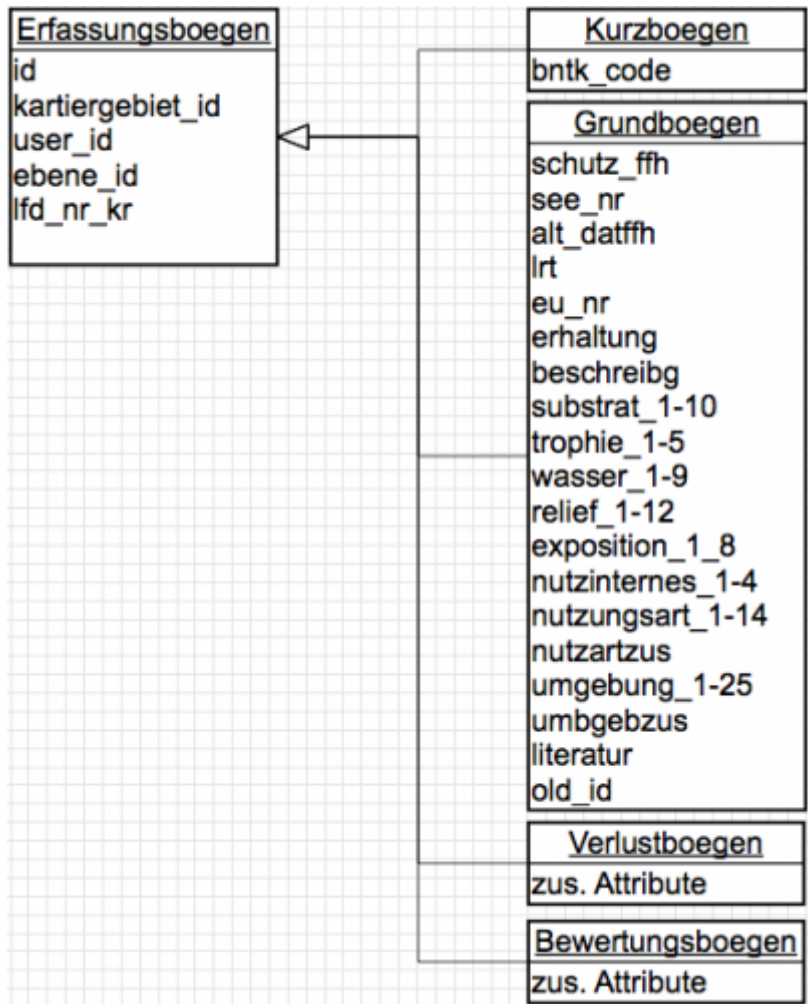 Erfassungsboegen
id
kartiergebiet_id
user_id
ebene_id
lfd_nr_kr
Kurzboegen
bntk_code
Grundboegen
schutz_ffh
see_nr
alt_datffh
lrt
eu_nr
erhaltung
beschreibg
substrat_1-10
trophie_1-5
wasser_1-9
relief_1-12
exposition_1_8
nutzinternes_1-4
nutzungsart_1-14
nutzartzus
umgebung_1-25
umbgebzus
literatur
old_id
Verlustboegen
zus. Attribute
Bewertungsboegen
zus. Attribute